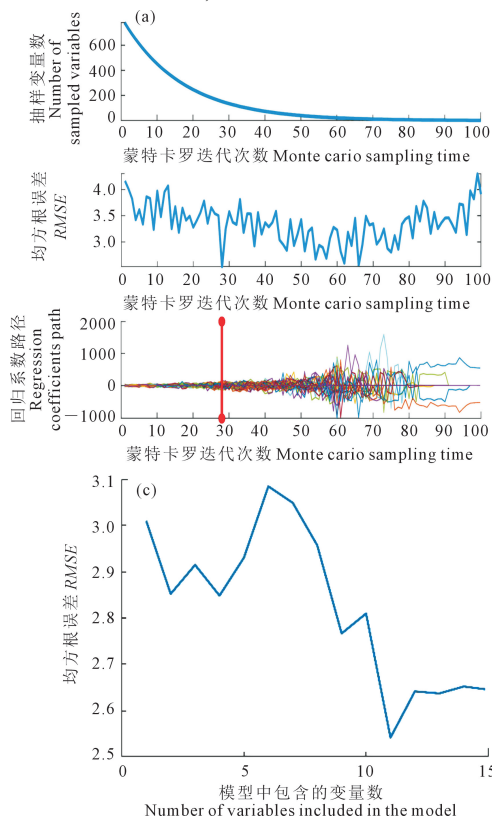 (a)
抽样变量数
Number of
sampled variables
600
400
200
0
0 10 20 30 40 50 60 70 80 90 100
蒙特卡罗迭代次数 Monte cario sampling time
均方根误差
RMSE
4.0
3.5
3.0
0 10 20 30 40 50 60 70 80 90 100
蒙特卡罗迭代次数 Monte cario sampling time
回归系数路径
Regression
coefficients path
2000
1000
0
−1000
0 10 20 30 40 50 60 70 80 90 100
蒙特卡罗迭代次数 Monte cario sampling time
(c)
均方根误差 RMSE
3.1
3.0
2.9
2.8
2.7
2.6
2.5
0 5 10 15
模型中包含的变量数
Number of variables included in the model